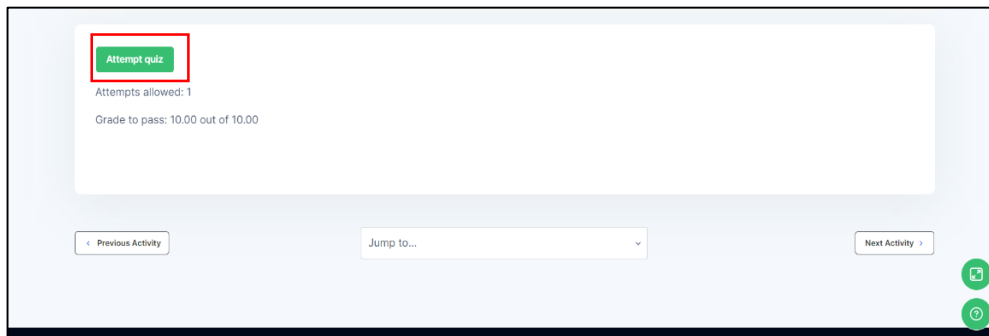 Attempt quiz
Attempts allowed: 1
Grade to pass: 10.00 out of 10.00
Previous Activity
Jump to...
Next Activity